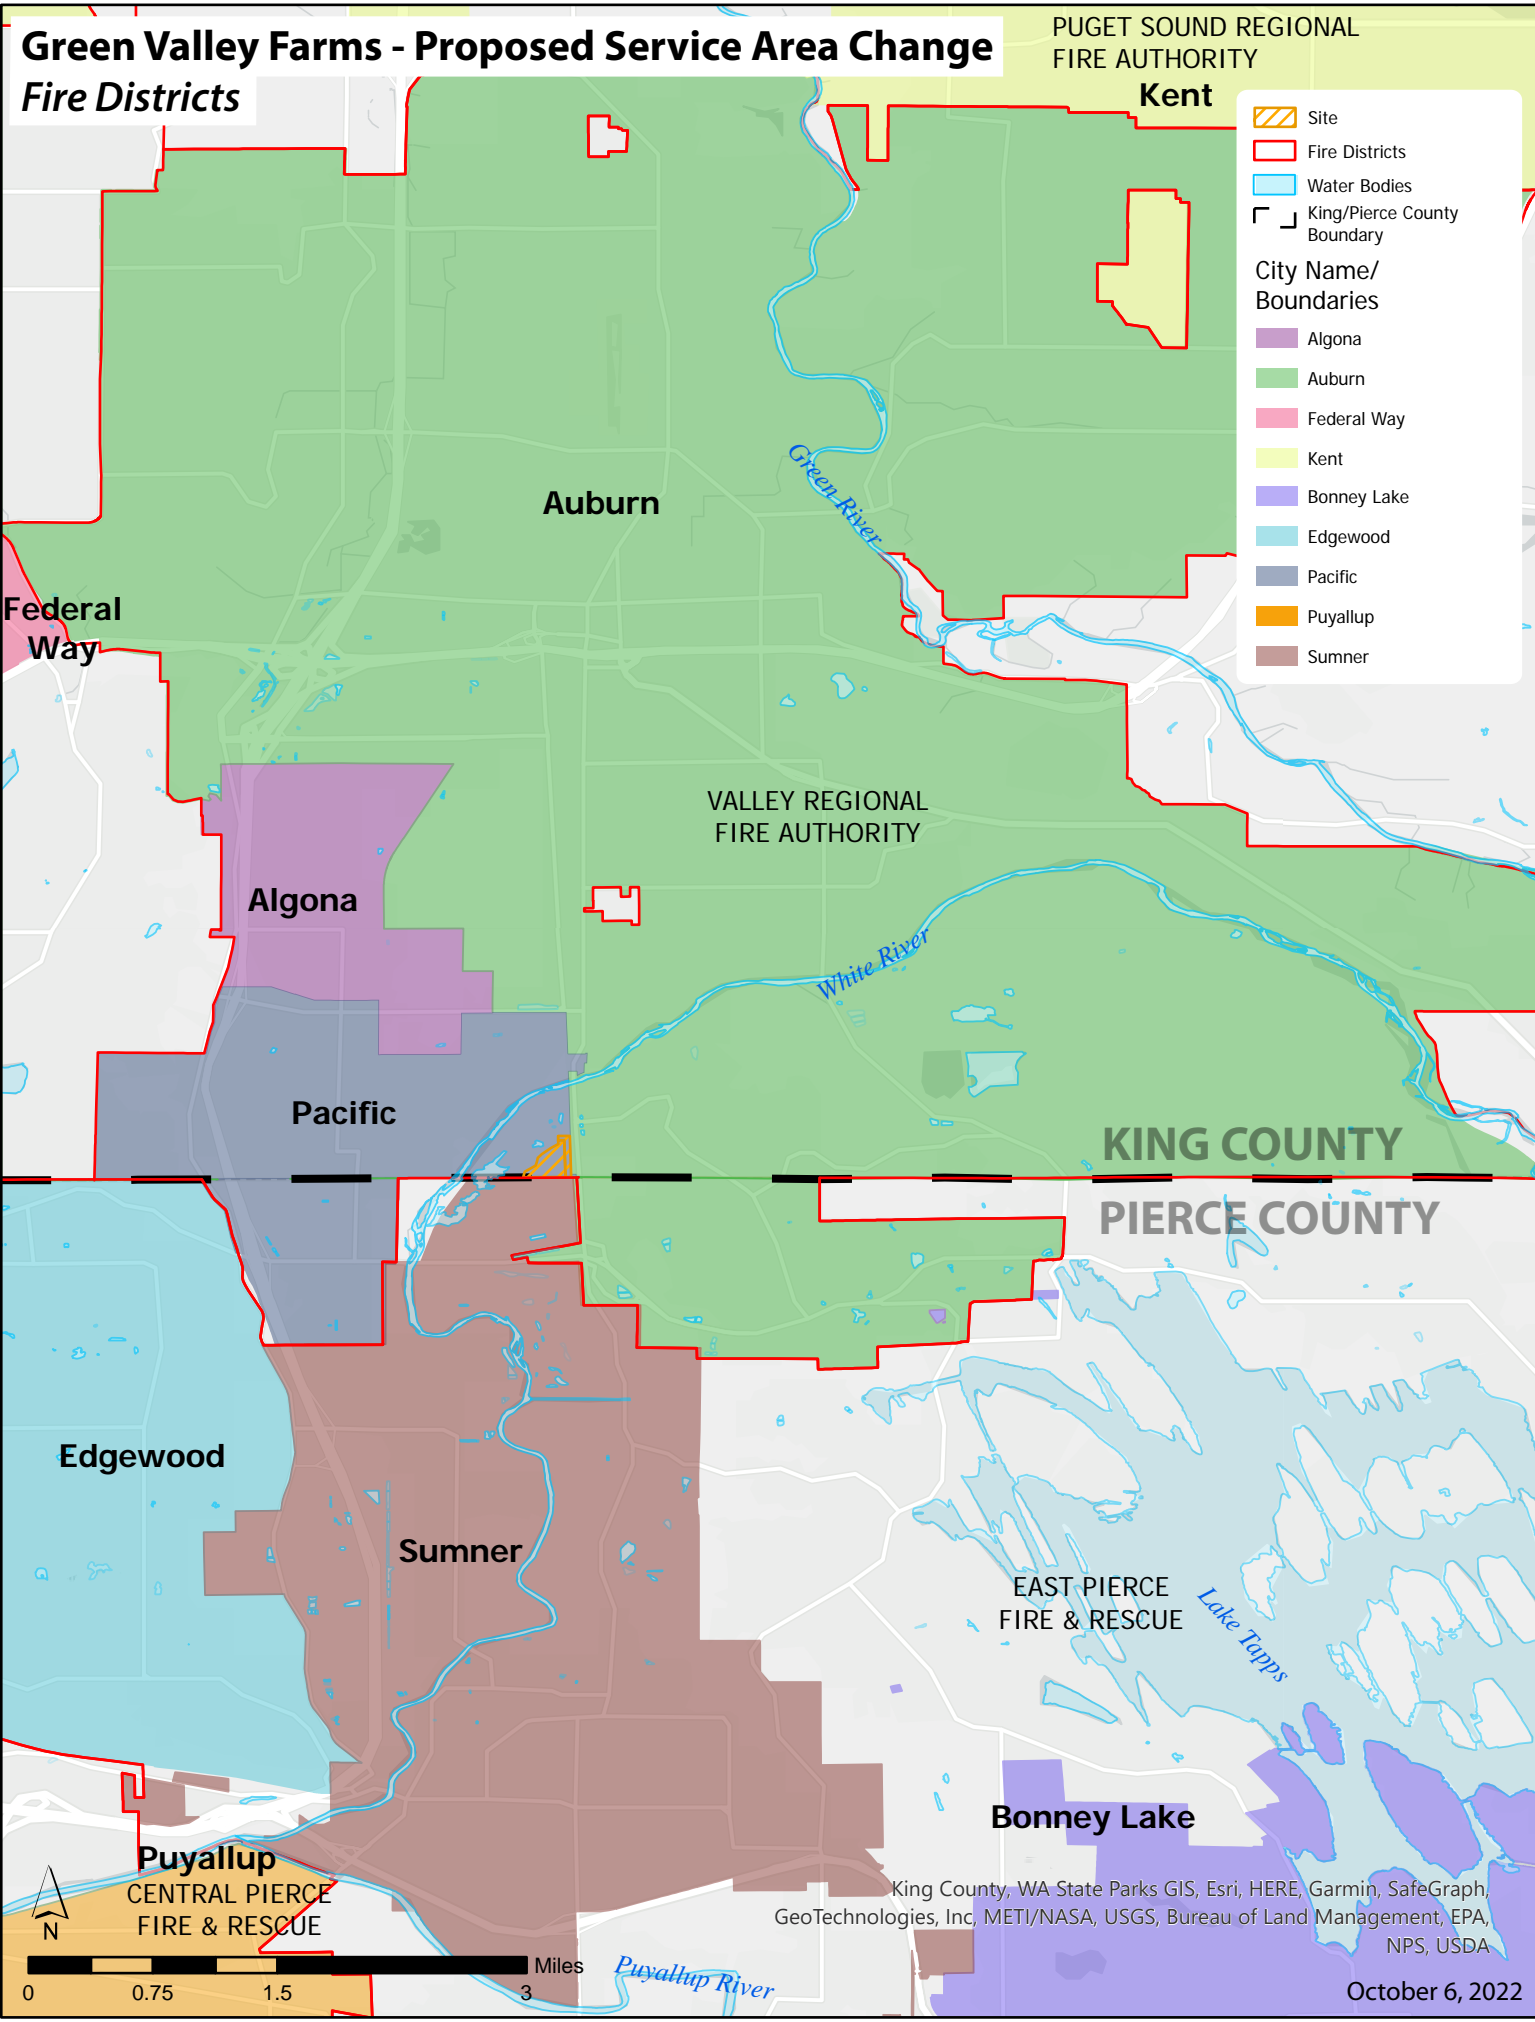 Green Valley Farms - Proposed Service Area Change
Fire Districts
PUGET SOUND REGIONAL
FIRE AUTHORITY
Kent
Site
Fire Districts
Water Bodies
King/Pierce County
Boundary
City Name/
Boundaries
Algona
Auburn
Federal Way
Kent
Bonney Lake
Edgewood
Pacific
Puyallup
Sumner
Auburn
Green River
Federal
Way
VALLEY REGIONAL
FIRE AUTHORITY
Algona
White River
Pacific
KING COUNTY
PIERCE COUNTY
Edgewood
Sumner
EAST PIERCE
FIRE & RESCUE
Lake Tapps
Bonney Lake
Puyallup
CENTRAL PIERCE
FIRE & RESCUE
N
King County, WA State Parks GIS, Esri, HERE, Garmin, SafeGraph,
GeoTechnologies, Inc, METI/NASA, USGS, Bureau of Land Management, EPA,
NPS, USDA
Miles
0 0.75 1.5 3
Puyallup River
October 6, 2022